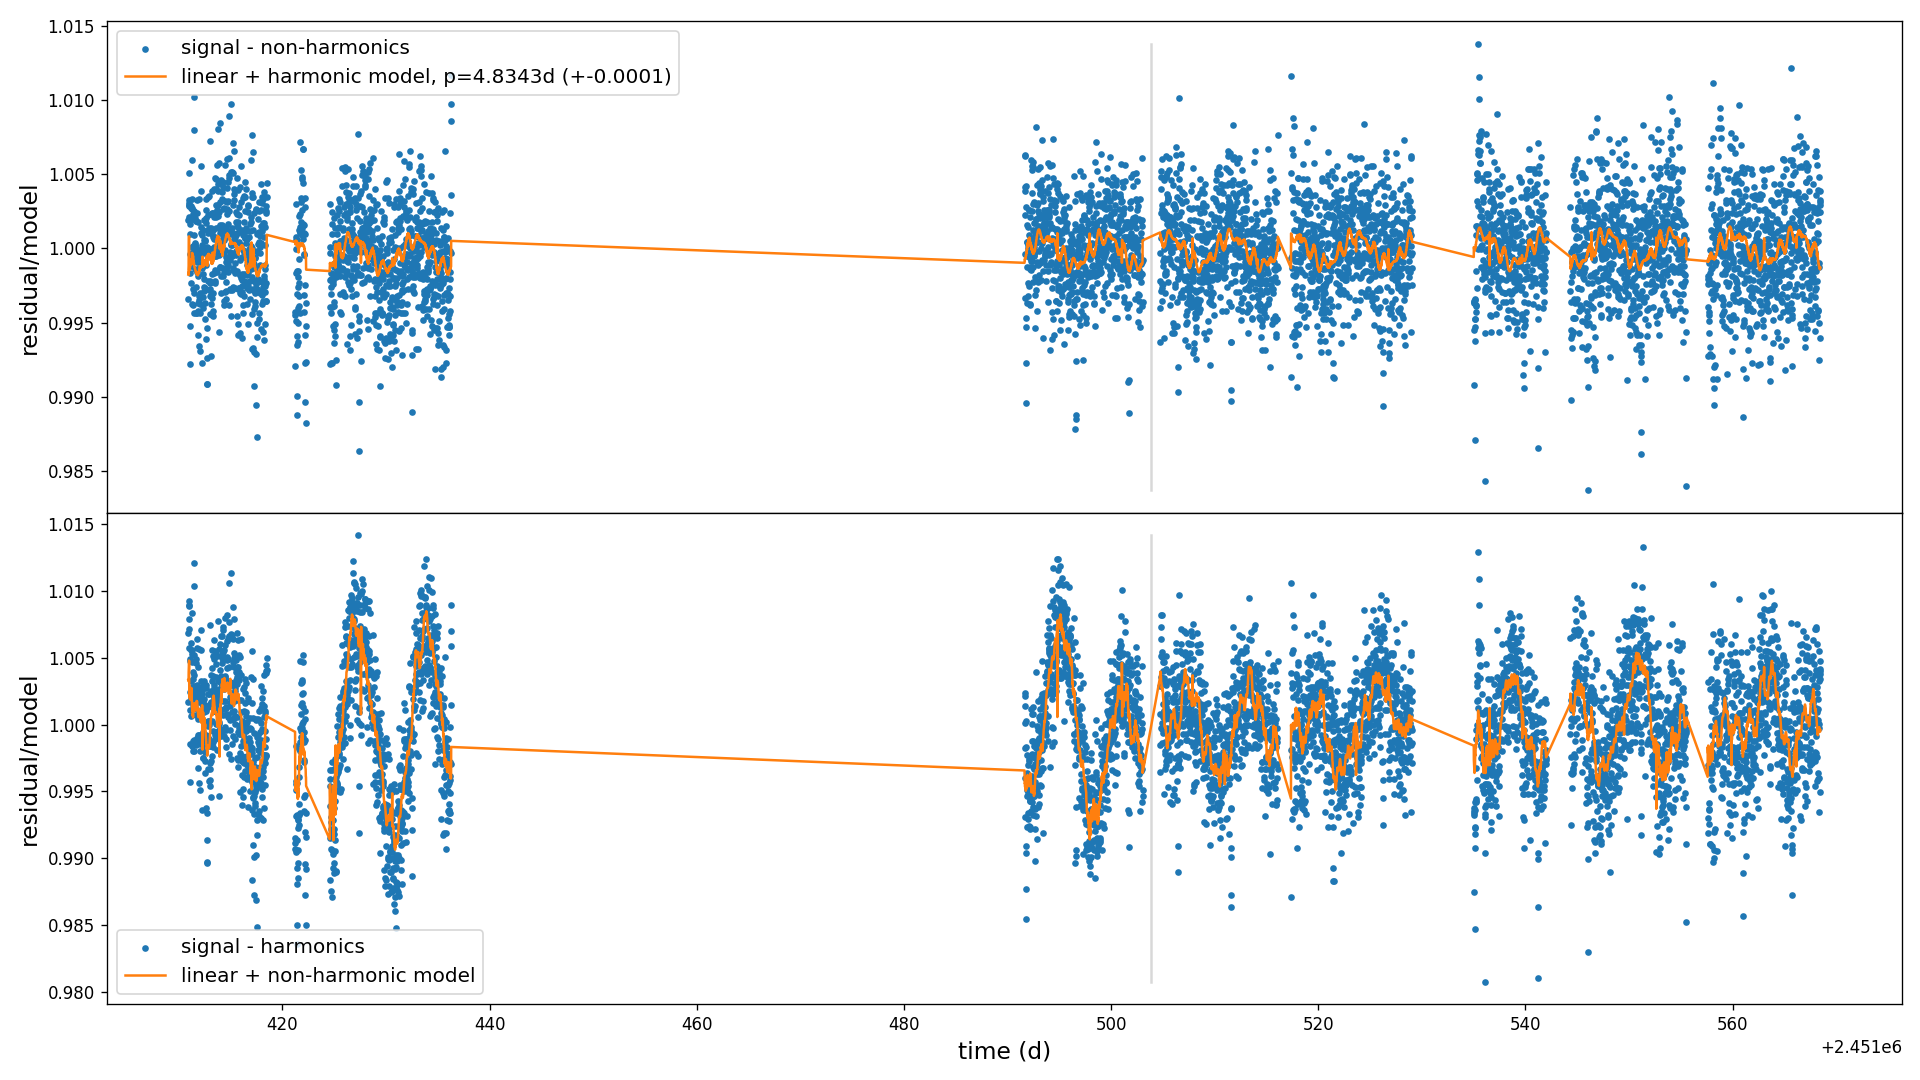 1.015
signal - non-harmonics
linear + harmonic model, p=4.8343d (+-0.0001)
1.010
1.005
1.000
0.995
0.990
0.985
residual/model
1.015
1.010
1.005
1.000
0.995
0.990
0.985
0.980
residual/model
signal - harmonics
linear + non-harmonic model
420 440 460 480 500 520 540 560
time (d)
+2.451e6